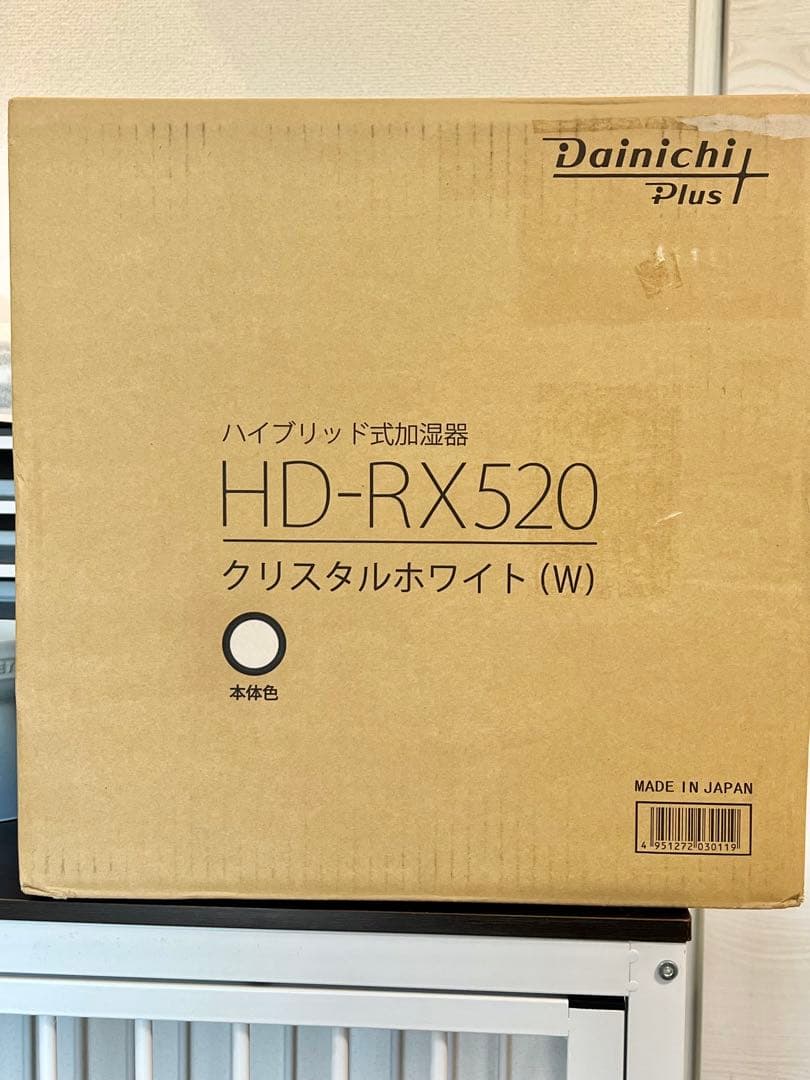 Dainichi
Plus
ハイブリッド式加湿器
HD-RX520
クリスタルホワイト(W)
本体色
MADE IN JAPAN
4 951272 030119